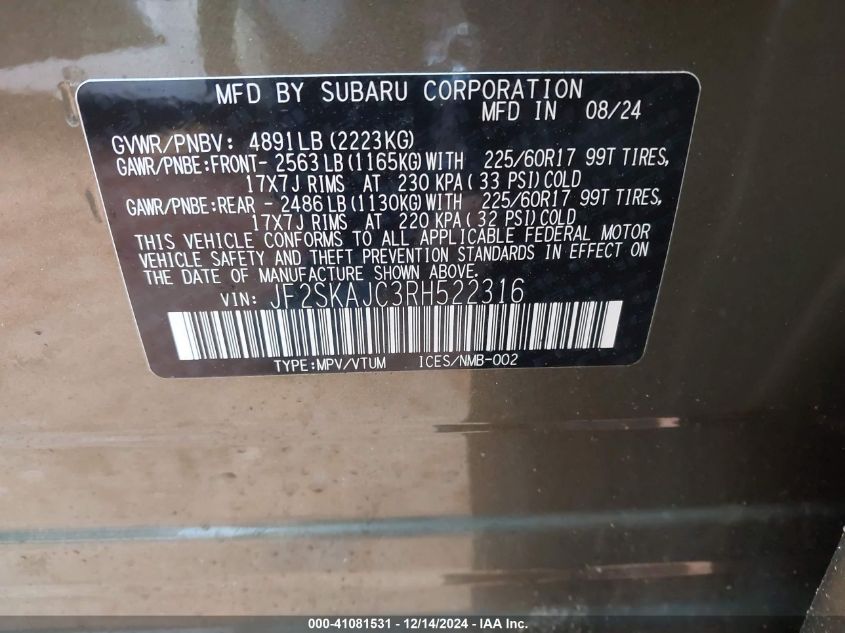 MFD BY SUBARU CORPORATION
MFD IN 08/24
GVWR/PNBV: 4891LB (2223KG)
GAWR/PNBE:FRONT- 2563 LB (1165KG) WITH 225/60R17 99T TIRES,
17X7J RIMS AT 230 KPA ( 33 PSI) COLD
GAWR/PNBE:REAR - 2486 LB (1130KG) WITH 225/60R17 99T TIRES,
17X7J RIMS AT 220 KPA ( 32 PSI) COLD
THIS VEHICLE CONFORMS TO ALL APPLICABLE FEDERAL MOTOR
VEHICLE SAFETY AND THEFT PREVENTION STANDARDS IN EFFECT ON
THE DATE OF MANUFACTURE SHOWN ABOVE.
VIN: JF2SKAJC3RH522316
TYPE:MPV/VTUM ICES/NMB-002
000-41081531 - 12/14/2024 - IAA Inc.